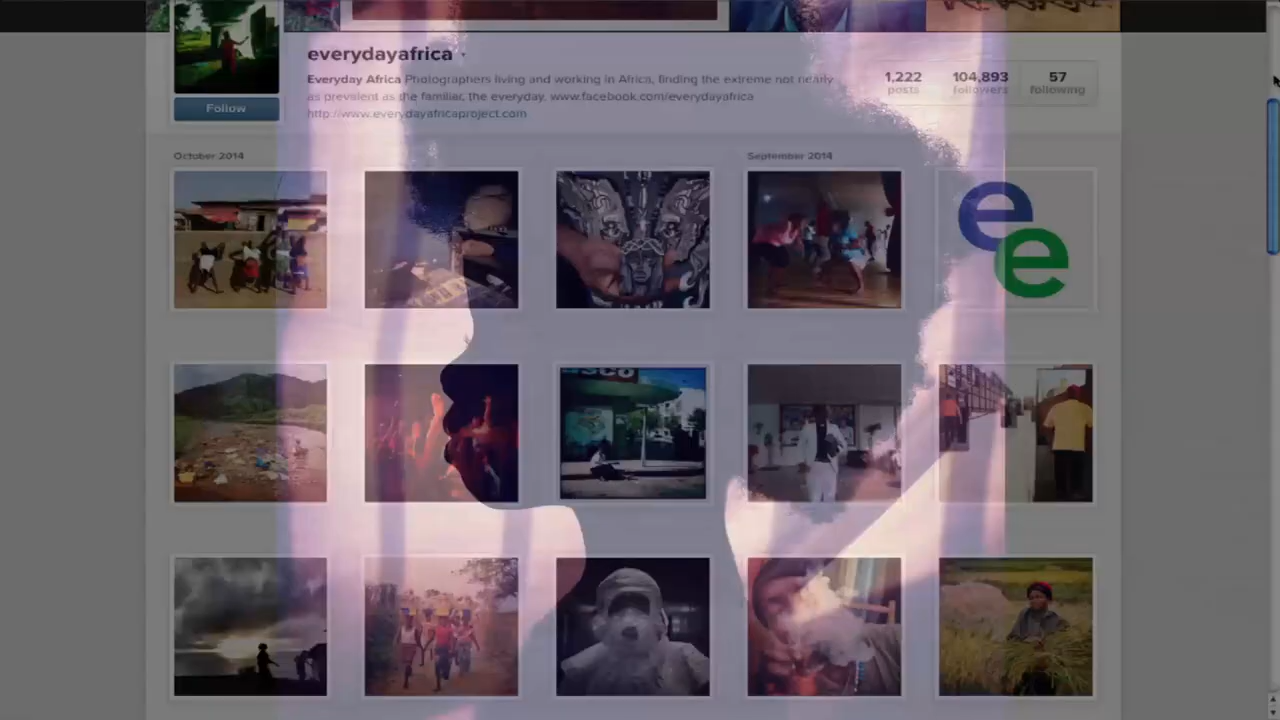 everydayafrica
Everyday Africa Photographers living and working in Africa, finding the extreme not nearly
as prevalent as the familiar, the everyday. www.facebook.com/everydayafrica
http://www.everydayafricaproject.com
Follow
1,222
posts
104,893
followers
57
following
October 2014
September 2014
ee
SCO